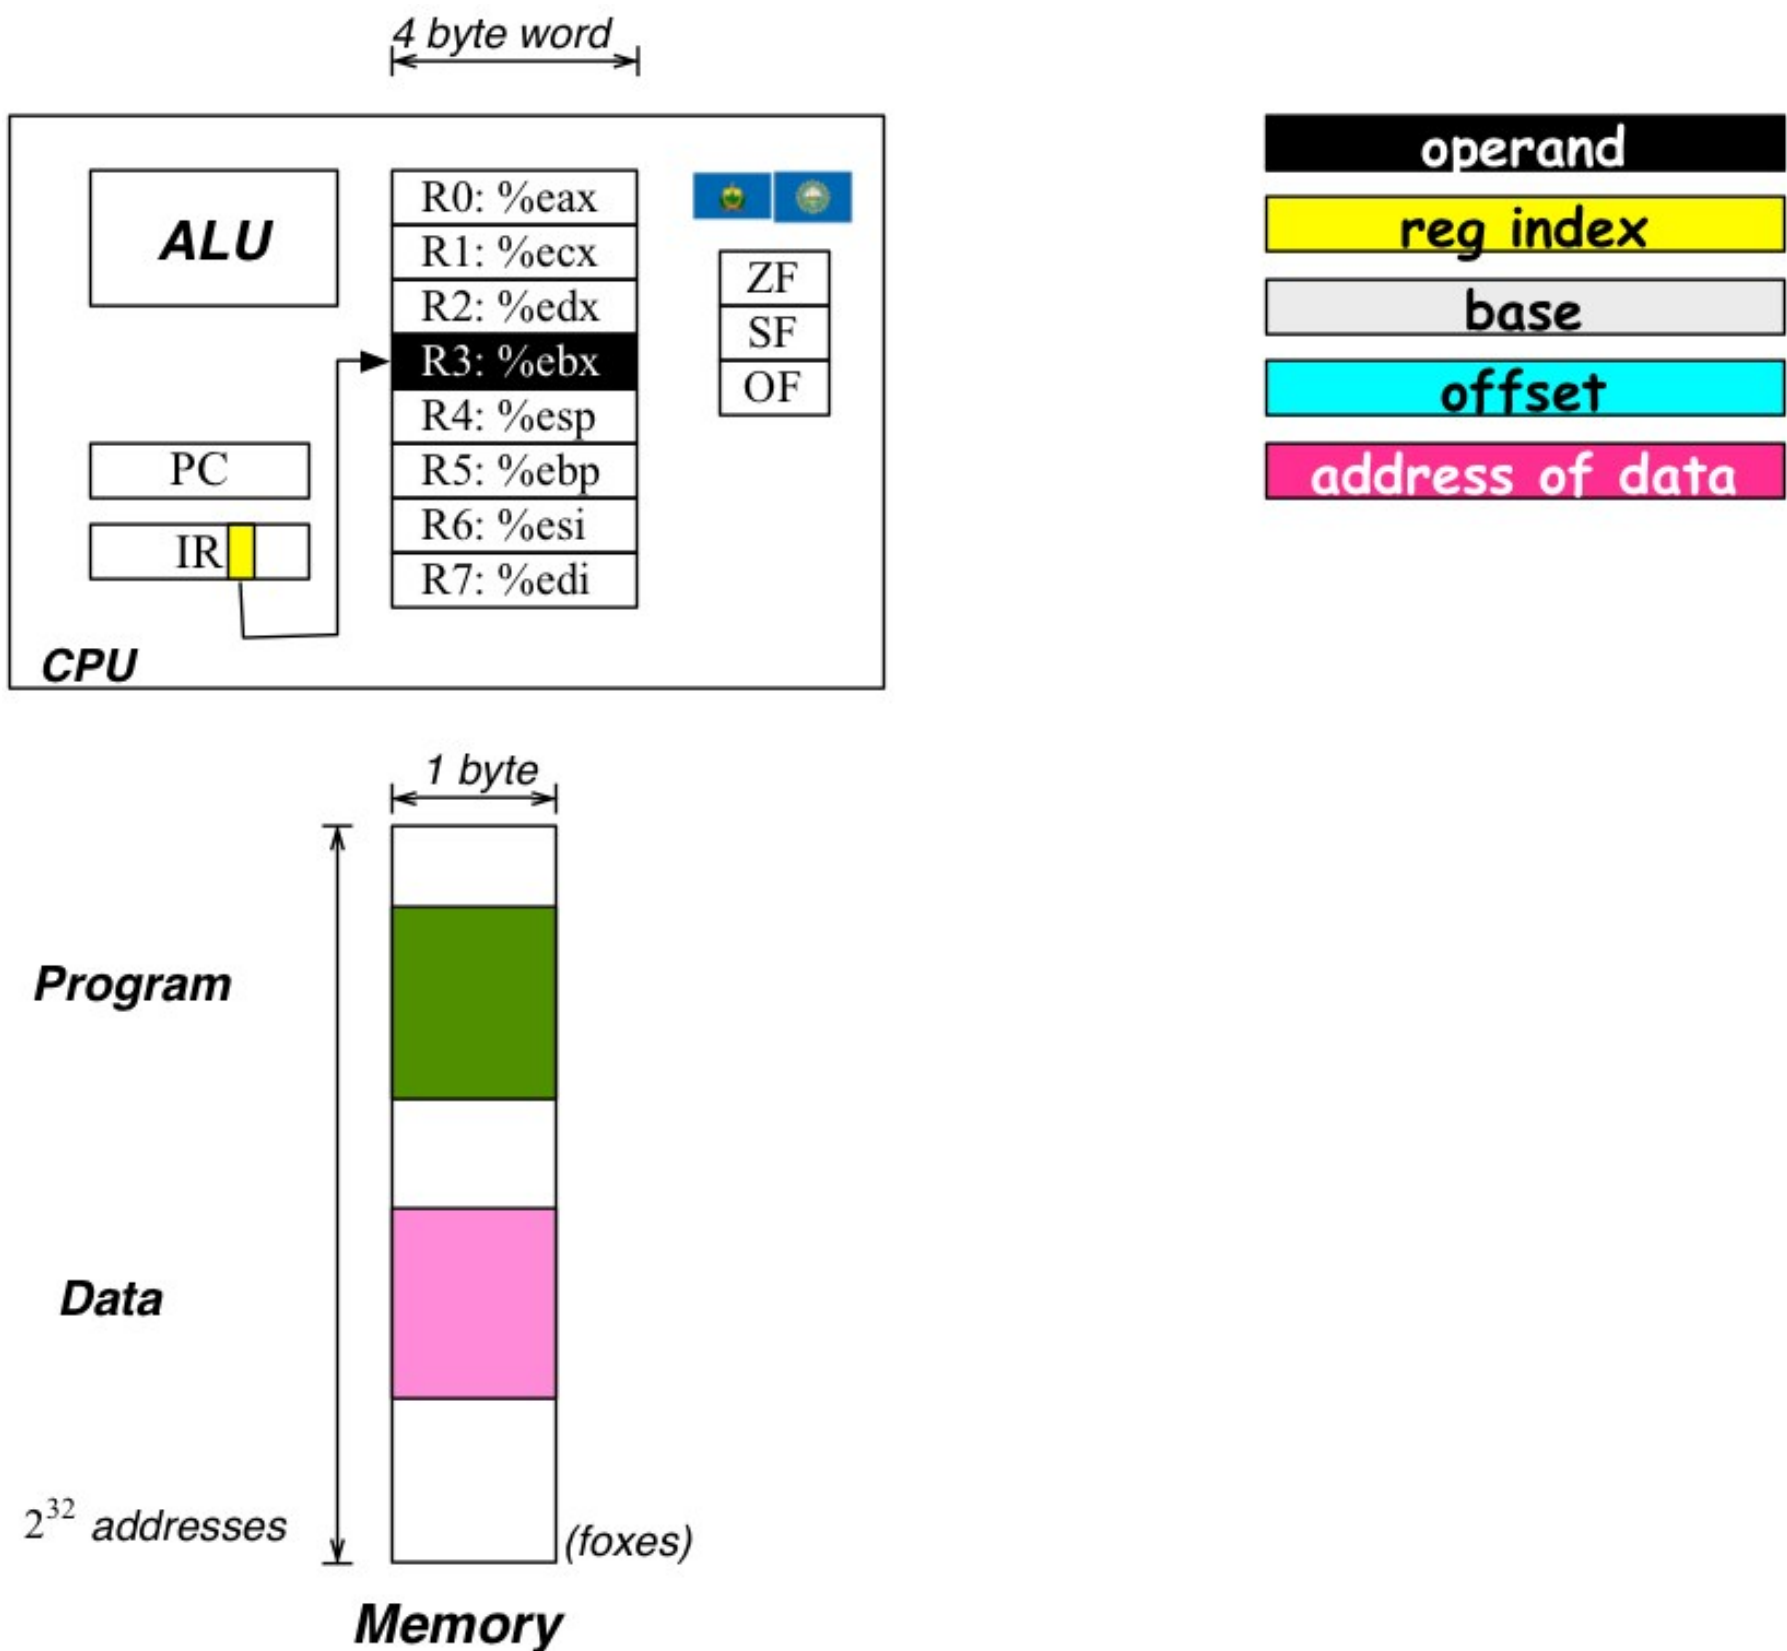 4 byte word
ALU
R0: %eax
R1: %ecx
R2: %edx
R3: %ebx
R4: %esp
R5: %ebp
R6: %esi
R7: %edi
ZF
SF
OF
PC
IR
CPU
operand
reg index
base
offset
address of data
1 byte
Program
Data
2^32 addresses
(foxes)
Memory